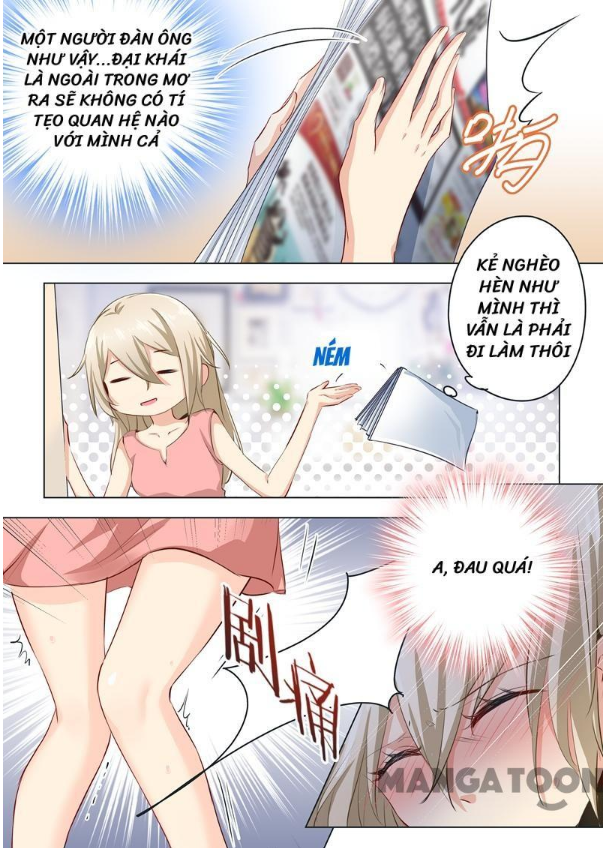 MỘT NGƯỜI ĐÀN ÔNG
NHƯ VẬY...ĐẠI KHÁI
LÀ NGOÀI TRONG MƠ
RA SẼ KHÔNG CÓ TÍ
TẸO QUAN HỆ NÀO
VỚI MÌNH CẢ
啪
KẺ NGHÈO
HÈN NHƯ
MÌNH THÌ
VẪN LÀ PHẢI
ĐI LÀM THÔI
NÉM
A, ĐAU QUÁ!
剧痛
MANGATOON